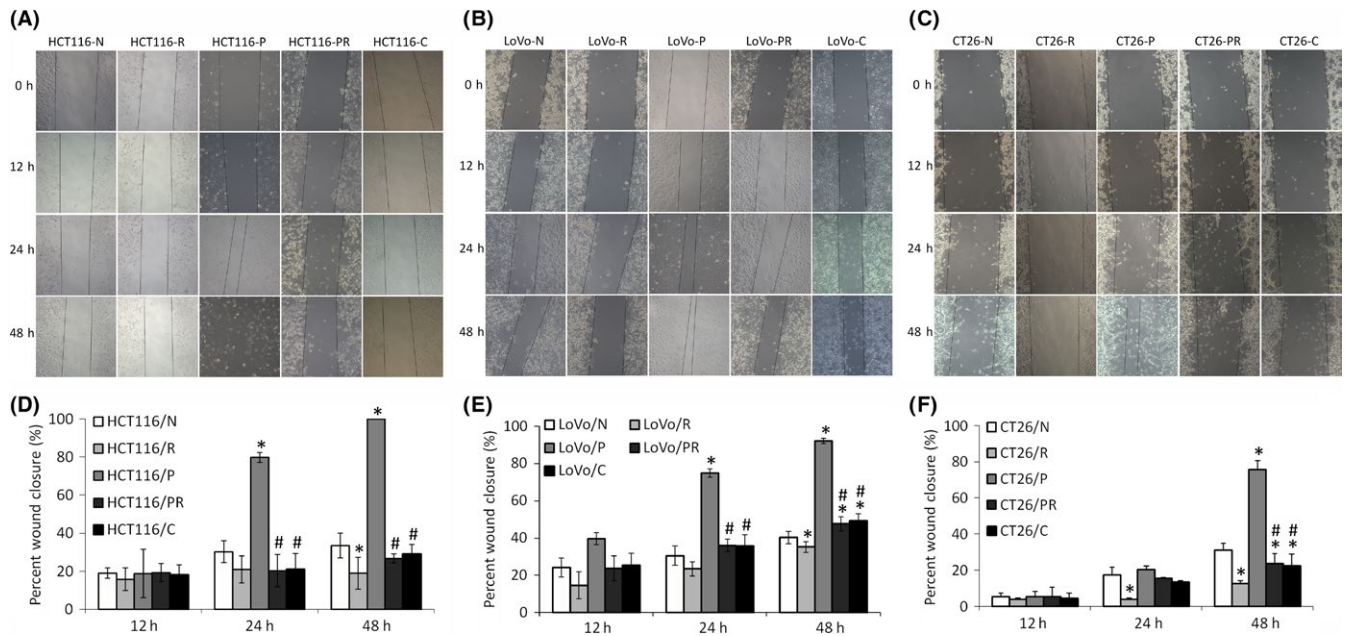 (A)
HCT116-N HCT116-R HCT116-P HCT116-PR HCT116-C
0 h
12 h
24 h
48 h
(B)
LoVo-N LoVo-R LoVo-P LoVo-PR LoVo-C
0 h
12 h
24 h
48 h
(C)
CT26-N CT26-R CT26-P CT26-PR CT26-C
0 h
12 h
24 h
48 h
(D)
Percent wound closure (%)
100
80
60
40
20
0
HCT116/N
HCT116/R
HCT116/P
HCT116/PR
HCT116/C
*
# #
*
*
# #
12 h 24 h 48 h
(E)
Percent wound closure (%)
100
80
60
40
20
0
LoVo/N LoVo/R
LoVo/P LoVo/PR
LoVo/C
*
# #
*
*
# #
* *
12 h 24 h 48 h
(F)
Percent wound closure (%)
100
80
60
40
20
0
CT26/N
CT26/R
CT26/P
CT26/PR
CT26/C
*
*
*
# #
* *
12 h 24 h 48 h